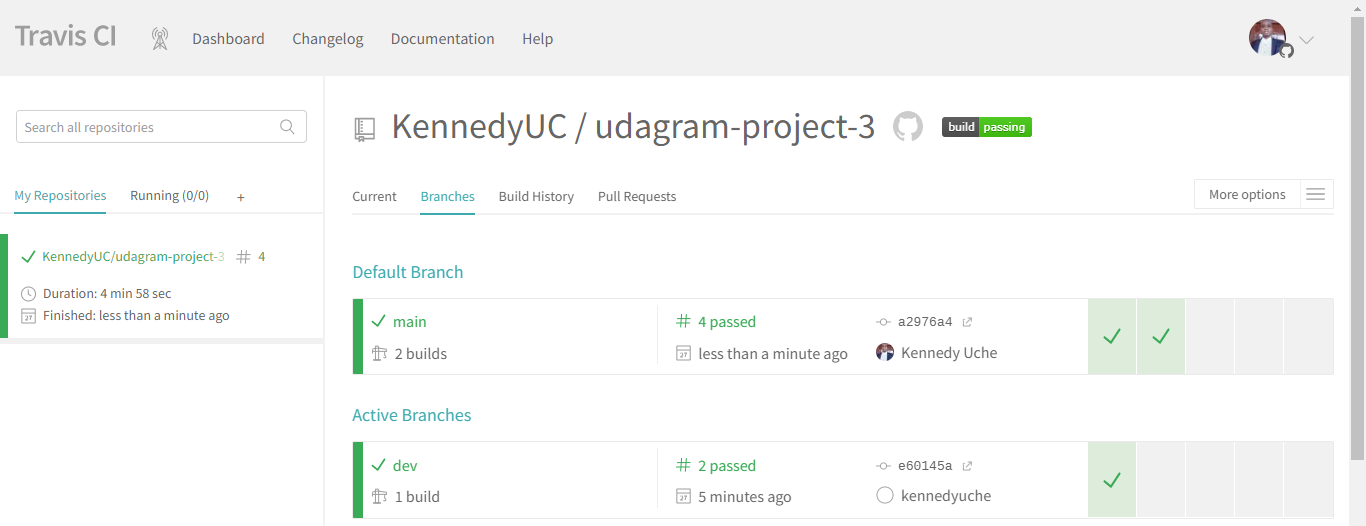 Travis CI Dashboard Changelog Documentation Help
Search all repositories
My Repositories Running (0/0) +
KennedyUC/udagram-project-3 # 4
Duration: 4 min 58 sec
Finished: less than a minute ago
KennedyUC / udagram-project-3 build passing
Current Branches Build History Pull Requests More options
Default Branch
main # 4 passed a2976a4
2 builds 27 less than a minute ago Kennedy Uche
Active Branches
dev # 2 passed e60145a
1 build 27 5 minutes ago kennedyuche